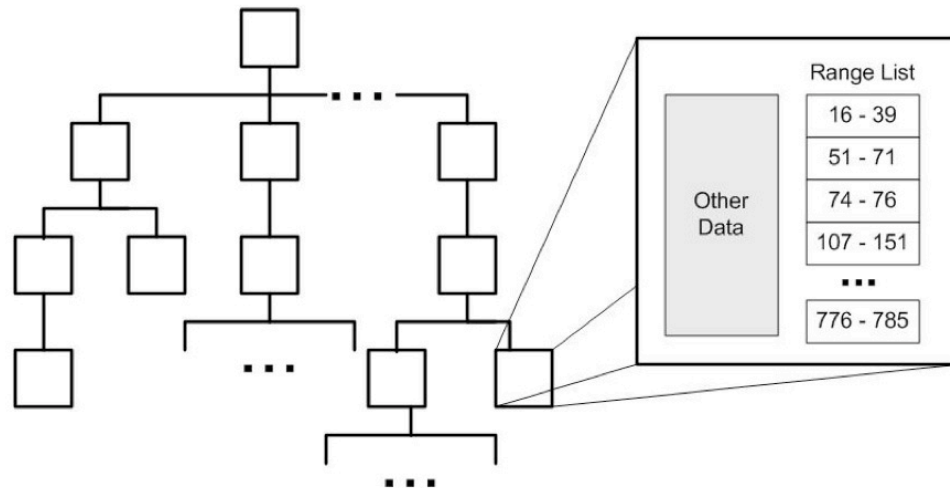 ...
Range List
16 - 39
51 - 71
Other
Data
74 - 76
107 - 151
...
776 - 785
...
...